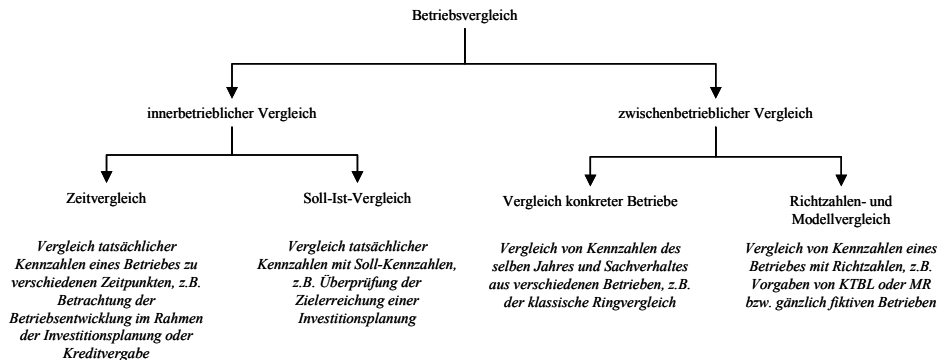 Betriebsvergleich
innerbetrieblicher Vergleich
zwischenbetrieblicher Vergleich
Zeitvergleich
Vergleich tatsächlicher
Kennzahlen eines Betriebes zu
verschiedenen Zeitpunkten, z.B.
Betrachtung der
Betriebsentwicklung im Rahmen
der Investitionsplanung oder
Kreditvergabe
Soll-Ist-Vergleich
Vergleich tatsächlicher
Kennzahlen mit Soll-Kennzahlen,
z.B. Überprüfung der
Zielerreichung einer
Investitionsplanung
Vergleich konkreter Betriebe
Vergleich von Kennzahlen des
selben Jahres und Sachverhaltes
aus verschiedenen Betrieben, z.B.
der klassische Ringvergleich
Richtzahlen- und
Modellvergleich
Vergleich von Kennzahlen eines
Betriebes mit Richtzahlen, z.B.
Vorgaben von KTBL oder MR
bzw. gänzlich fiktiven Betrieben